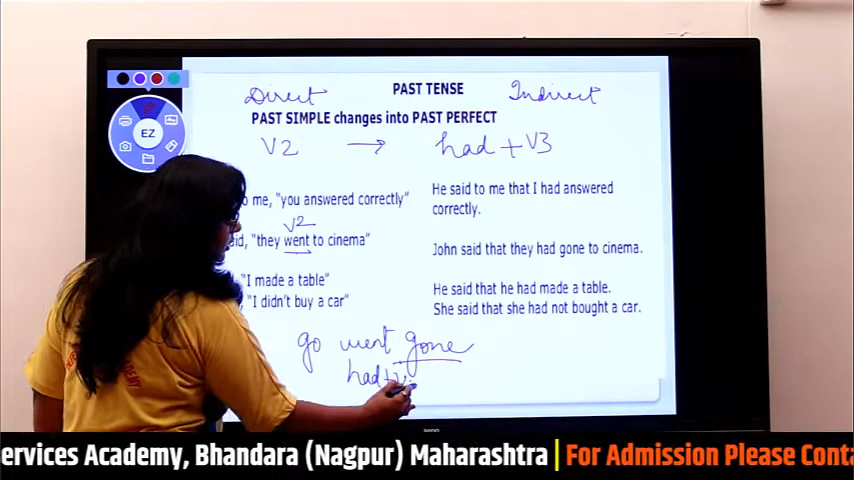 EZ
Direct PAST TENSE Indirect
PAST SIMPLE changes into PAST PERFECT
V2 → had + V3
me, "you answered correctly"
He said to me that I had answered
correctly.
V2
"they went to cinema"
John said that they had gone to cinema.
"I made a table"
He said that he had made a table.
"I didn't buy a car"
She said that she had not bought a car.
go went gone
had +
ervices Academy, Bhandara (Nagpur) Maharashtra | For Admission Please Conta